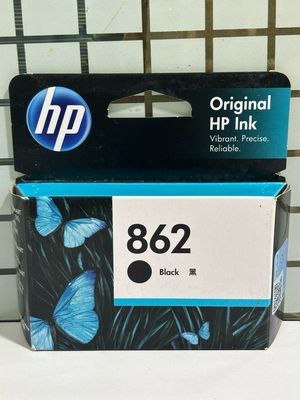 hp
Original
HP Ink
Vibrant. Precise.
Reliable.
862
Black 黑